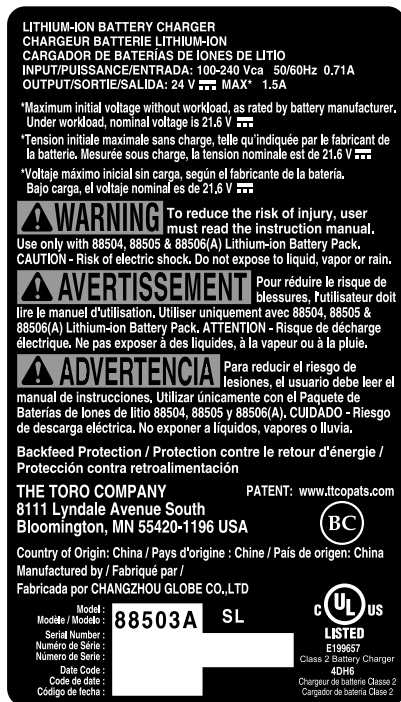 LITHIUM-ION BATTERY CHARGER
CHARGEUR BATTERIE LITHIUM-ION
CARGADOR DE BATERÍAS DE IONES DE LITIO
INPUT/PUISSANCE/ENTRADA: 100-240 Vca 50/60Hz 0.71A
OUTPUT/SORTIE/SALIDA: 24 V MAX* 1.5A
*Maximum initial voltage without workload, as rated by battery manufacturer.
Under workload, nominal voltage is 21.6 V
*Tension initiale maximale sans charge, telle qu'indiquée par le fabricant de
la batterie. Mesurée sous charge, la tension nominale est de 21.6 V
*Voltaje máximo inicial sin carga, según el fabricante de la batería.
Bajo carga, el voltaje nominal es de 21,6 V
WARNING To reduce the risk of injury, user
must read the instruction manual.
Use only with 88504, 88505 & 88506(A) Lithium-ion Battery Pack.
CAUTION - Risk of electric shock. Do not expose to liquid, vapor or rain.
AVERTISSEMENT Pour réduire le risque de
blessures, l'utilisateur doit
lire le manuel d'utilisation. Utiliser uniquement avec 88504, 88505 &
88506(A) Lithium-ion Battery Pack. ATTENTION - Risque de décharge
électrique. Ne pas exposer à des liquides, à la vapeur ou à la pluie.
ADVERTENCIA Para reducir el riesgo de
lesiones, el usuario debe leer el
manual de instrucciones. Utilizar únicamente con el Paquete de
Baterías de Iones de litio 88504, 88505 y 88506(A). CUIDADO - Riesgo
de descarga eléctrica. No exponer a líquidos, vapores o lluvia.
Backfeed Protection / Protection contre le retour d'énergie /
Protección contra retroalimentación
THE TORO COMPANY PATENT: www.ttcopats.com
8111 Lyndale Avenue South
Bloomington, MN 55420-1196 USA
BC
Country of Origin: China / Pays d'origine : Chine / País de origen: China
Manufactured by / Fabriqué par /
Fabricada por CHANGZHOU GLOBE CO.,LTD
Model :
Modèle / Modelo :
88503A SL
Serial Number :
Numéro de Série :
Número de Serie :
Date Code :
Code de date :
Código de fecha :
C UL US
LISTED
E199657
Class 2 Battery Charger
4DH6
Chargeur de batterie Classe 2
Cargador de batería Clase 2